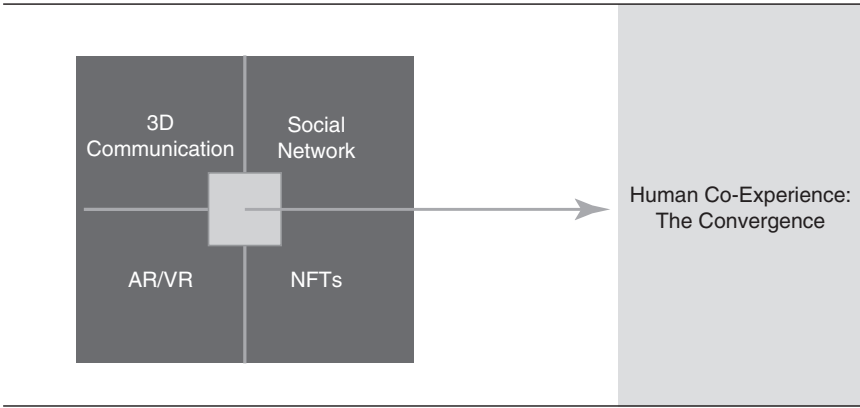 3D
Communication
Social
Network
AR/VR
NFTs
Human Co-Experience:
The Convergence